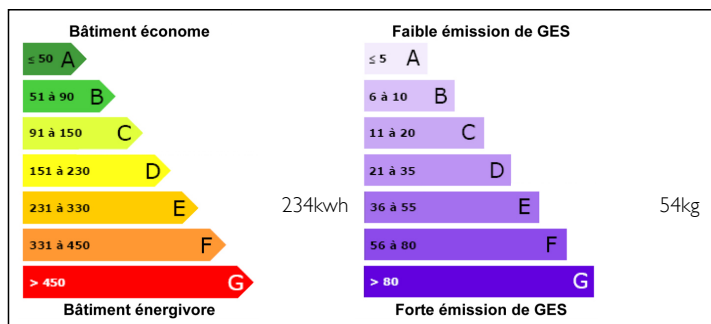 Bâtiment économe
≤ 50 A
51 à 90 B
91 à 150 C
151 à 230 D
231 à 330 E
234kwh
331 à 450 F
> 450 G
Bâtiment énergivore
Faible émission de GES
≤ 5 A
6 à 10 B
11 à 20 C
21 à 35 D
36 à 55 E
54kg
56 à 80 F
> 80 G
Forte émission de GES